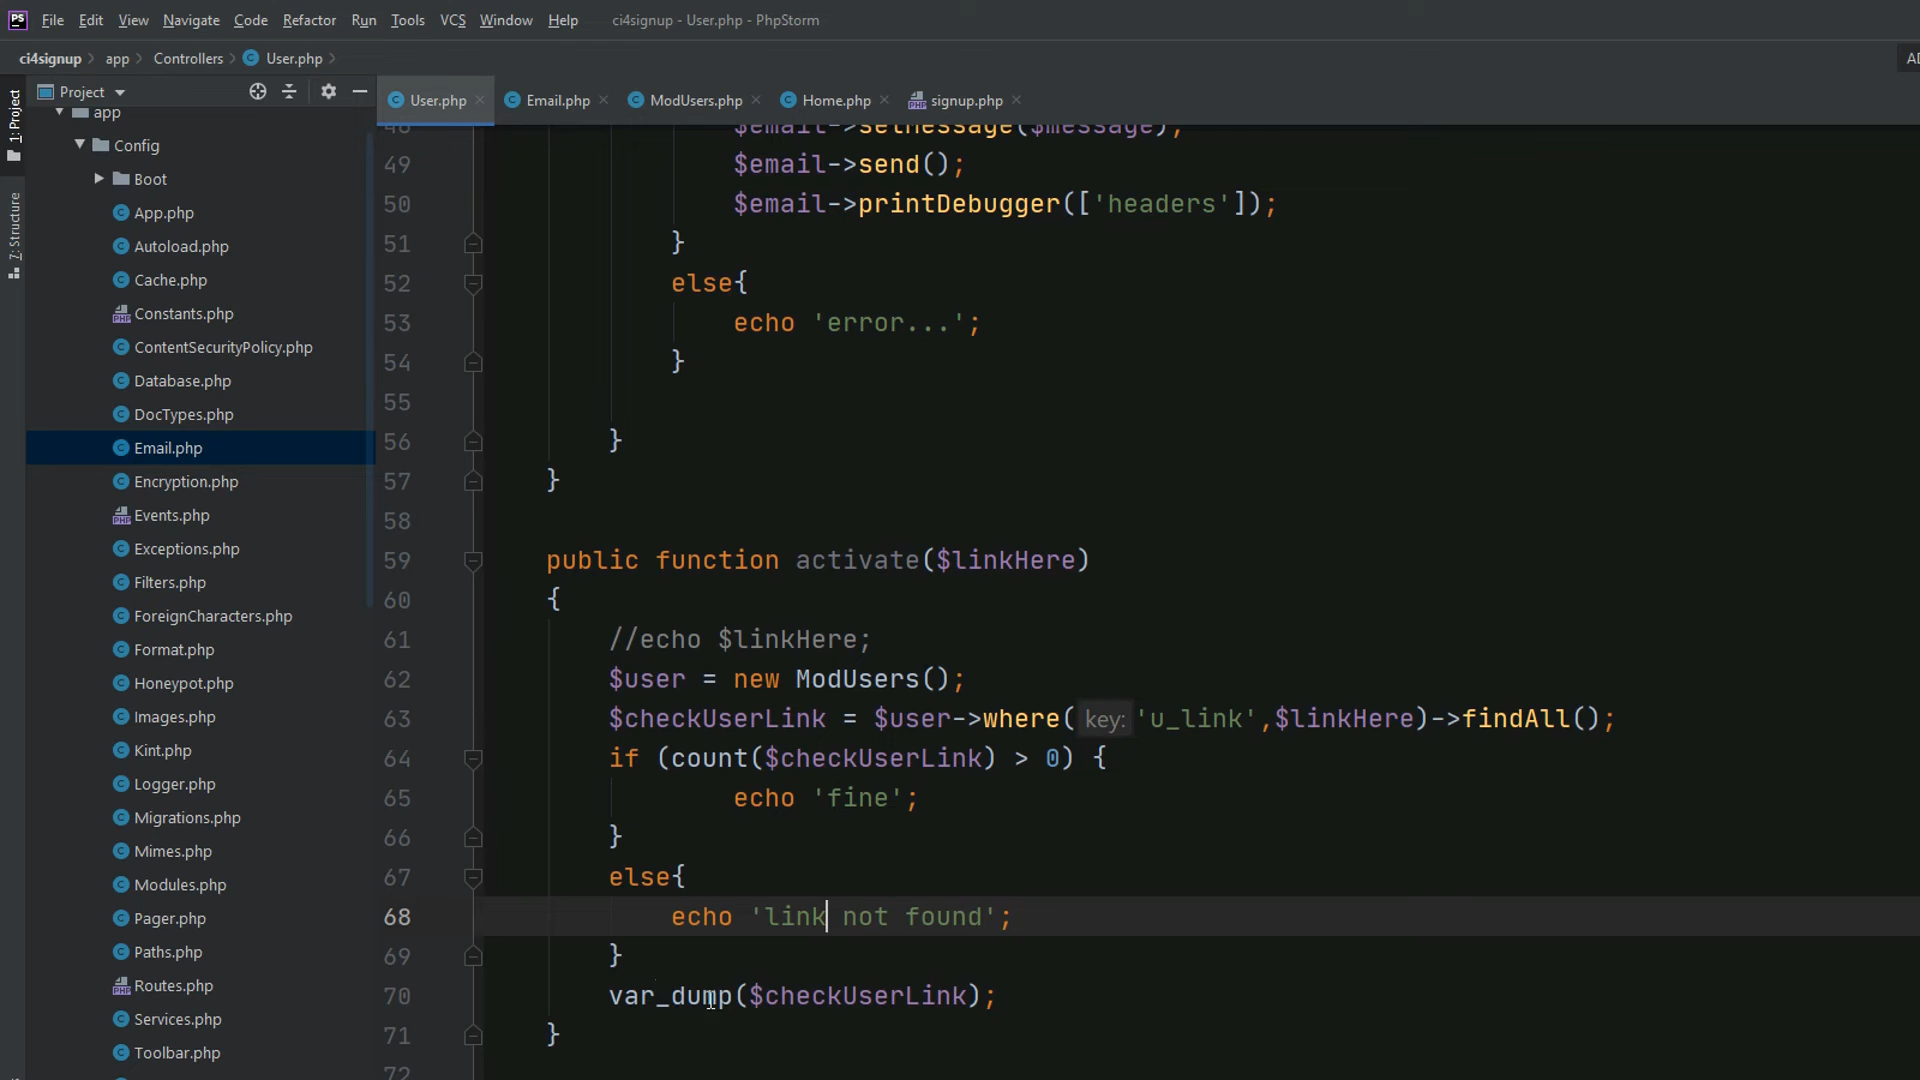 PS File Edit View Navigate Code Refactor Run Tools VCS Window Help ci4signup - User.php - PhpStorm
ci4signup app Controllers User.php
Project
User.php Email.php ModUsers.php Home.php signup.php
1: Project
7: Structure
app
Config
Boot
App.php
Autoload.php
Cache.php
Constants.php
ContentSecurityPolicy.php
Database.php
DocTypes.php
Email.php
Encryption.php
Events.php
Exceptions.php
Filters.php
ForeignCharacters.php
Format.php
Honeypot.php
Images.php
Kint.php
Logger.php
Migrations.php
Mimes.php
Modules.php
Pager.php
Paths.php
Routes.php
Services.php
Toolbar.php
48 $email->setMessage($message);
49 $email->send();
50 $email->printDebugger(['headers']);
51 }
52 else{
53 echo 'error...';
54 }
55
56 }
57 }
58
59 public function activate($linkHere)
60 {
61 //echo $linkHere;
62 $user = new ModUsers();
63 $checkUserLink = $user->where( key: 'u_link',$linkHere)->findAll();
64 if (count($checkUserLink) > 0) {
65 echo 'fine';
66 }
67 else{
68 echo 'link not found';
69 }
70 var_dump($checkUserLink);
71 }
72